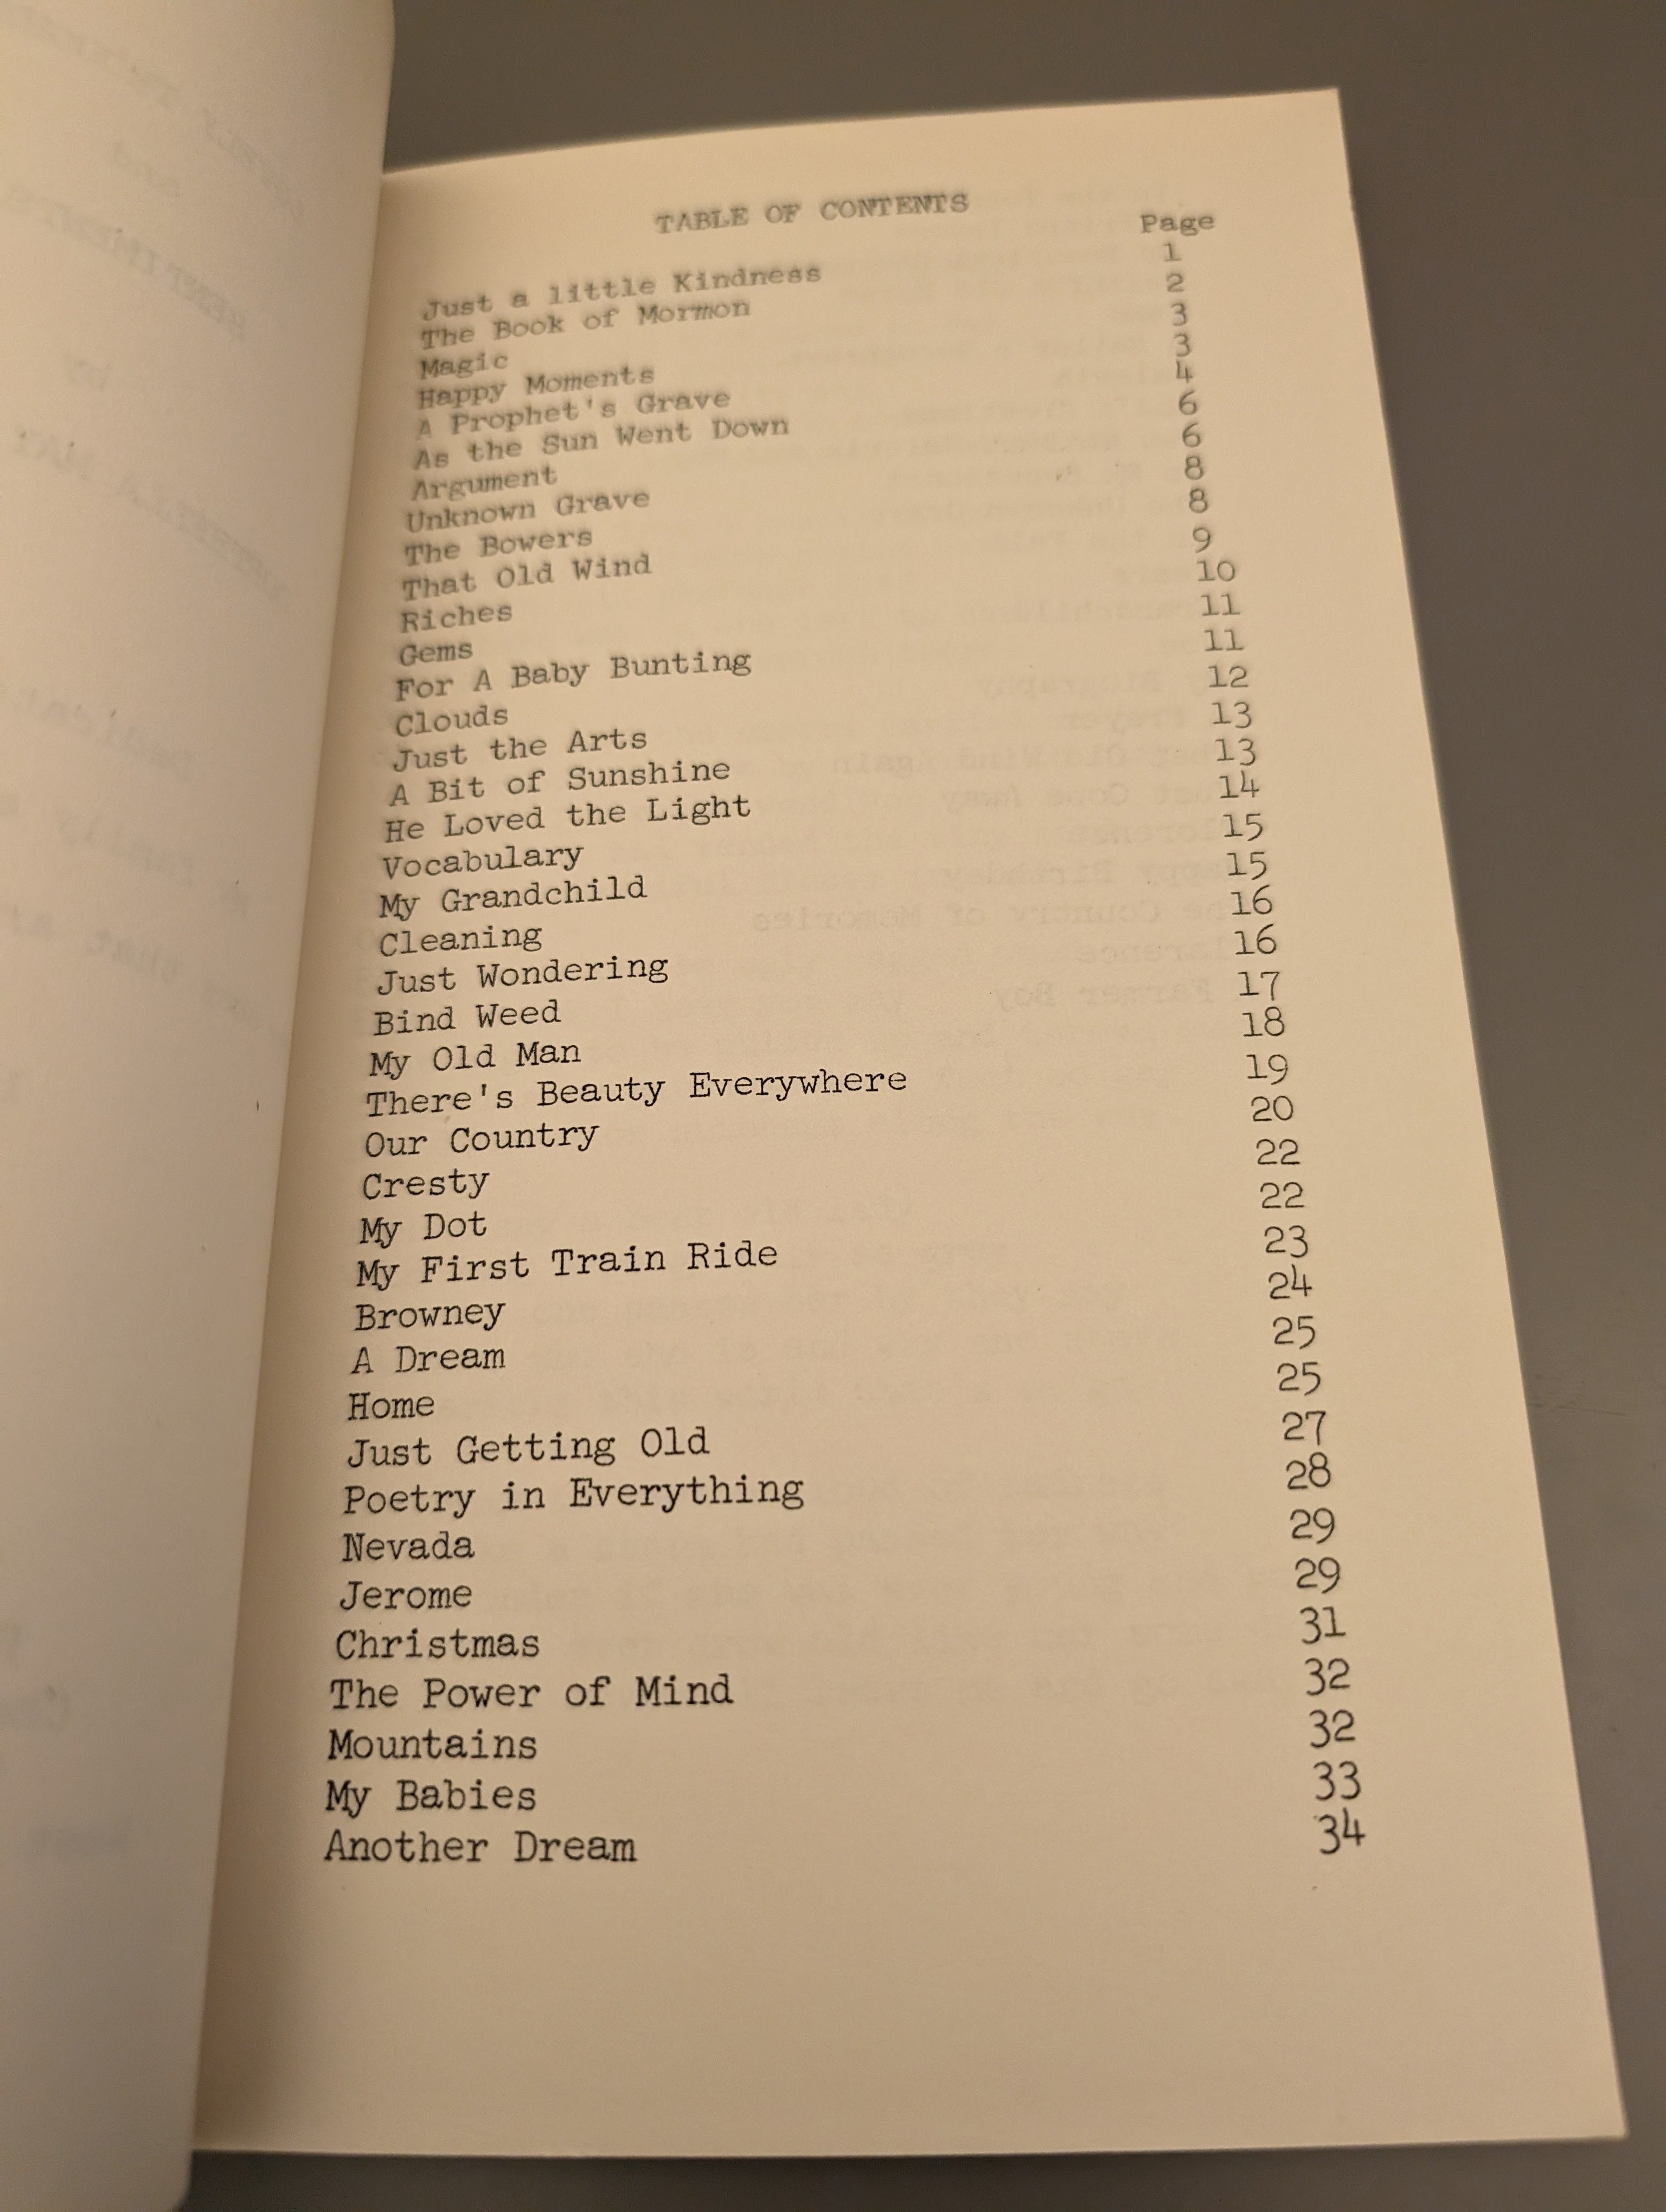 TABLE OF CONTENTS
Page
Just a little Kindness 1
The Book of Mormon 2
Magic 3
Happy Moments 3
A Prophet's Grave 4
As the Sun Went Down 6
Argument 6
Unknown Grave 8
The Bowers 8
That Old Wind 9
Riches 10
Gems 11
For A Baby Bunting 11
Clouds 12
Just the Arts 13
A Bit of Sunshine 13
He Loved the Light 14
Vocabulary 15
My Grandchild 15
Cleaning 16
Just Wondering 16
Bind Weed 17
My Old Man 18
There's Beauty Everywhere 19
Our Country 20
Cresty 22
My Dot 22
My First Train Ride 23
Browney 24
A Dream 25
Home 25
Just Getting Old 27
Poetry in Everything 28
Nevada 29
Jerome 29
Christmas 31
The Power of Mind 32
Mountains 32
My Babies 33
Another Dream 34